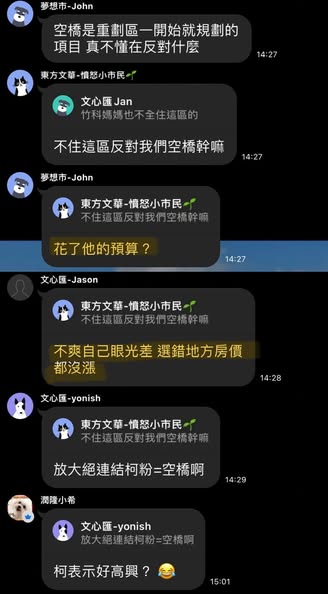 夢想市-John
空橋是重劃區一開始就規劃的
項目 真不懂在反對什麼
14:27
東方文華-憤怒小市民🌱
文心匯Jan
竹科媽媽也不全住這區的
不住這區反對我們空橋幹嘛
14:27
夢想市-John
東方文華-憤怒小市民🌱
不住這區反對我們空橋幹嘛
花了他的預算？
14:27
文心匯-Jason
東方文華-憤怒小市民🌱
不住這區反對我們空橋幹嘛
不爽自己眼光差 選錯地方房價
都沒漲
14:28
文心匯-yonish
東方文華-憤怒小市民🌱
不住這區反對我們空橋幹嘛
放大絕連結柯粉=空橋啊
14:29
潤隆小希
文心匯-yonish
放大絕連結柯粉=空橋啊
柯表示好高興？😂
15:01